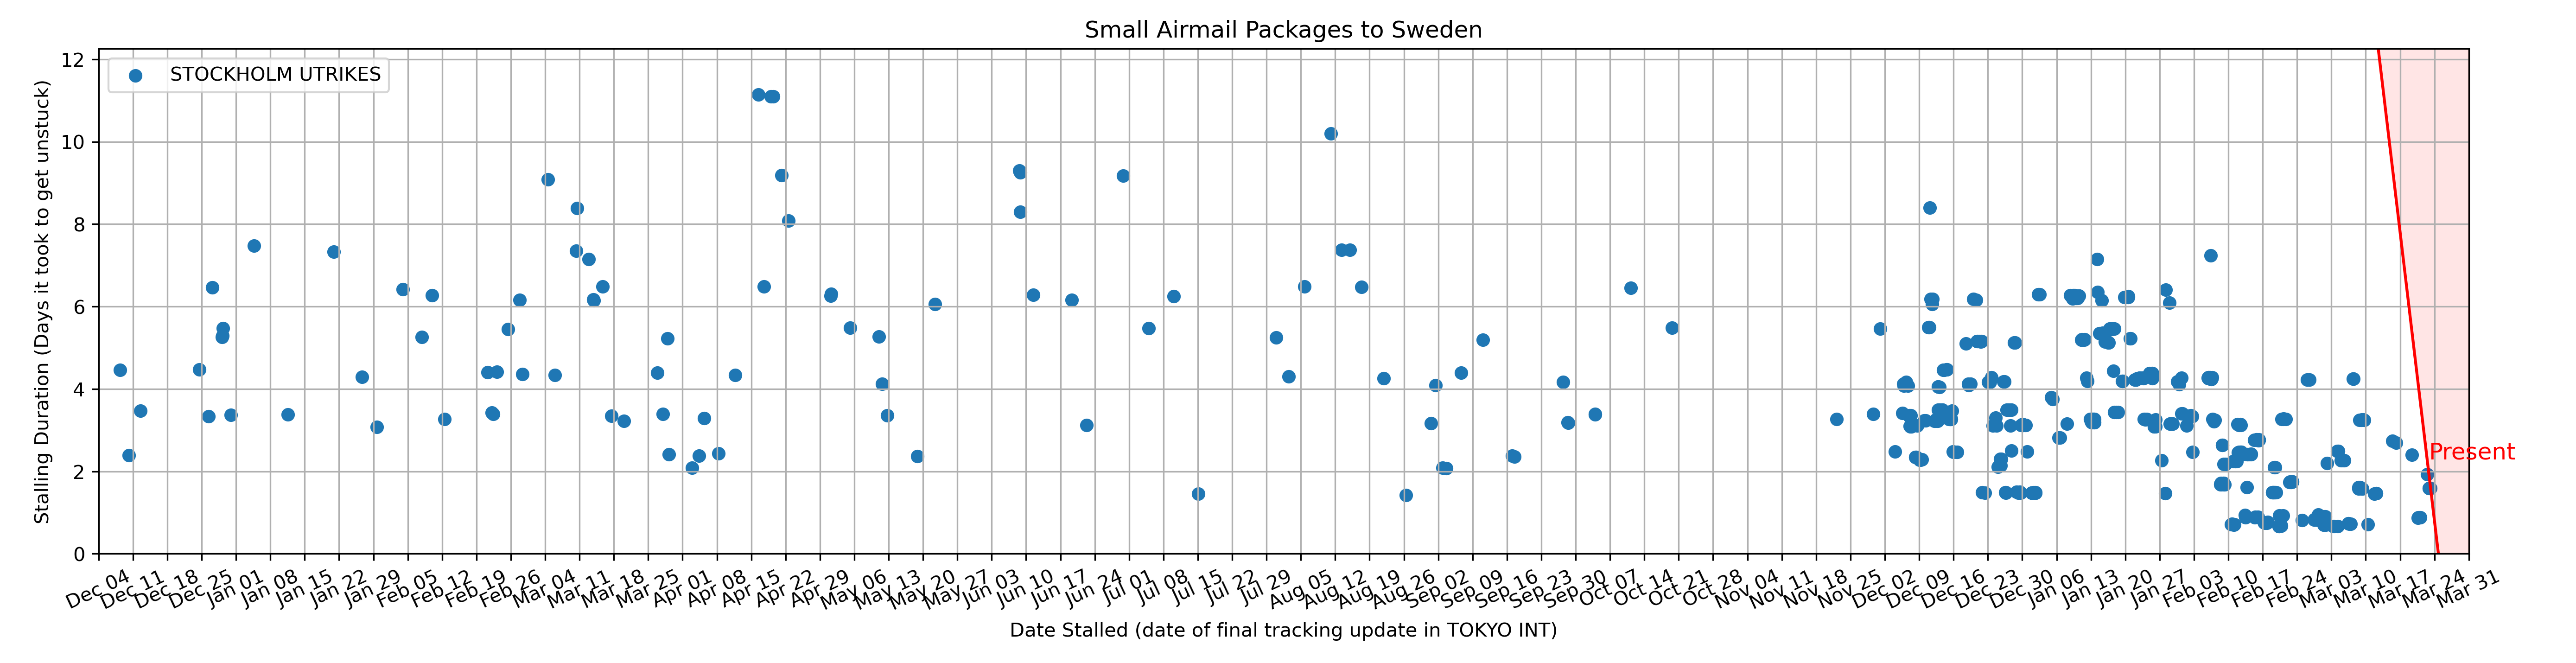 Small Airmail Packages to Sweden
STOCKHOLM UTRIKES
Stalling Duration (Days it took to get unstuck)
12
10
8
6
4
2
0
Present
Dec 04 Dec 11 Dec 18 Dec 25 Jan 01 Jan 08 Jan 15 Jan 22 Jan 29 Feb 05 Feb 12 Feb 19 Feb 26 Mar 04 Mar 11 Mar 18 Mar 25 Apr 01 Apr 08 Apr 15 Apr 22 Apr 29 May 06 May 13 May 20 May 27 Jun 03 Jun 10 Jun 17 Jun 24 Jul 01 Jul 08 Jul 15 Jul 22 Jul 29 Aug 05 Aug 12 Aug 19 Aug 26 Sep 02 Sep 09 Sep 16 Sep 23 Sep 30 Oct 07 Oct 14 Oct 21 Oct 28 Nov 04 Nov 11 Nov 18 Nov 25 Dec 02 Dec 09 Dec 16 Dec 23 Dec 30 Jan 06 Jan 13 Jan 20 Jan 27 Feb 03 Feb 10 Feb 17 Feb 24 Mar 03 Mar 10 Mar 17 Mar 24 Mar 31
Date Stalled (date of final tracking update in TOKYO INT)